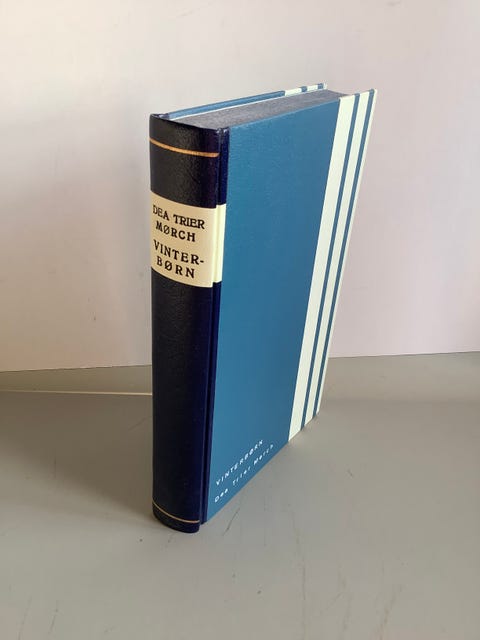 DEA TRIER
MØRCH
VINTER-
BØRN
VINTERBØRN
Dea Trier Mørch